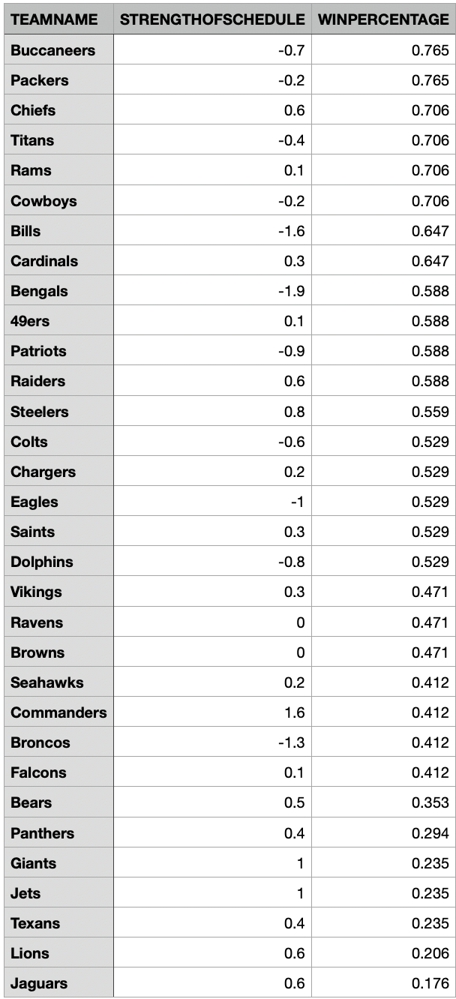 TEAMNAME STRENGTHOFSCHEDULE WINPERCENTAGE
Buccaneers -0.7 0.765
Packers -0.2 0.765
Chiefs 0.6 0.706
Titans -0.4 0.706
Rams 0.1 0.706
Cowboys -0.2 0.706
Bills -1.6 0.647
Cardinals 0.3 0.647
Bengals -1.9 0.588
49ers 0.1 0.588
Patriots -0.9 0.588
Raiders 0.6 0.588
Steelers 0.8 0.559
Colts -0.6 0.529
Chargers 0.2 0.529
Eagles -1 0.529
Saints 0.3 0.529
Dolphins -0.8 0.529
Vikings 0.3 0.471
Ravens 0 0.471
Browns 0 0.471
Seahawks 0.2 0.412
Commanders 1.6 0.412
Broncos -1.3 0.412
Falcons 0.1 0.412
Bears 0.5 0.353
Panthers 0.4 0.294
Giants 1 0.235
Jets 1 0.235
Texans 0.4 0.235
Lions 0.6 0.206
Jaguars 0.6 0.176